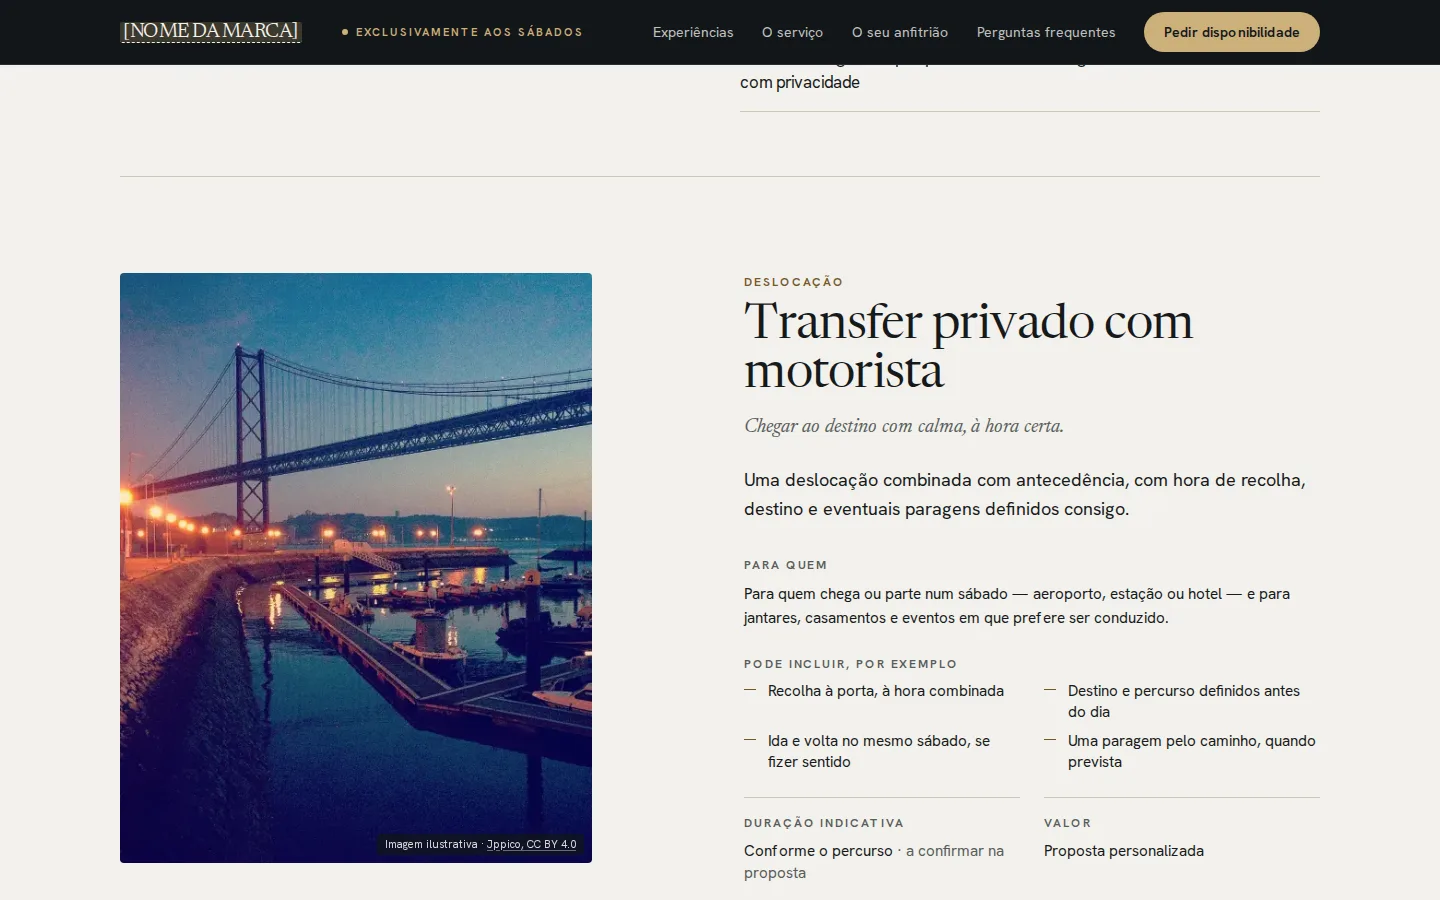 [NOME DA MARCA]
EXCLUSIVAMENTE AOS SÁBADOS
Experiências
O serviço
O seu anfitrião
Perguntas frequentes
Pedir disponibilidade
com privacidade
DESLOCAÇÃO
Transfer privado com
motorista
Chegar ao destino com calma, à hora certa.
Uma deslocação combinada com antecedência, com hora de recolha,
destino e eventuais paragens definidos consigo.
PARA QUEM
Para quem chega ou parte num sábado — aeroporto, estação ou hotel — e para
jantares, casamentos e eventos em que prefere ser conduzido.
PODE INCLUIR, POR EXEMPLO
— Recolha à porta, à hora combinada
— Destino e percurso definidos antes
do dia
— Ida e volta no mesmo sábado, se
fizer sentido
— Uma paragem pelo caminho, quando
prevista
DURAÇÃO INDICATIVA
Conforme o percurso · a confirmar na
proposta
VALOR
Proposta personalizada
4
Imagem ilustrativa · Jppico, CC BY 4.0